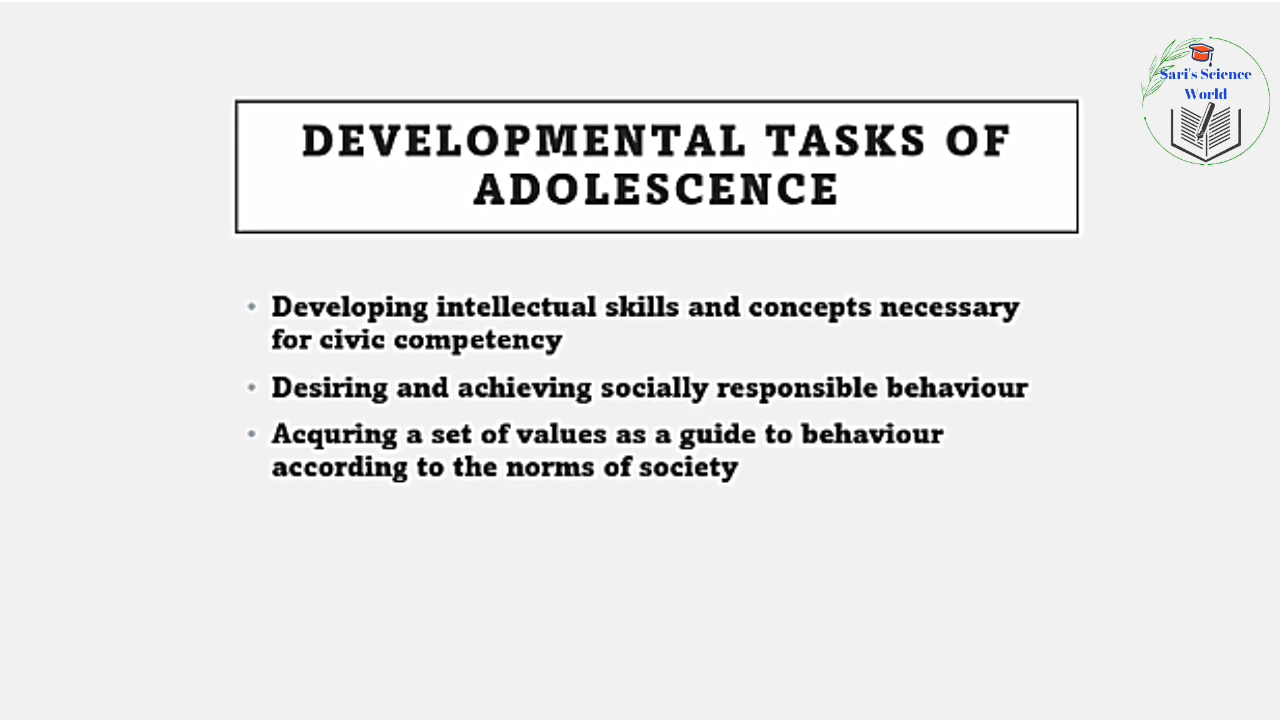 Sari's Science
World
DEVELOPMENTAL TASKS OF
ADOLESCENCE
• Developing intellectual skills and concepts necessary
for civic competency
• Desiring and achieving socially responsible behaviour
• Acquring a set of values as a guide to behaviour
according to the norms of society